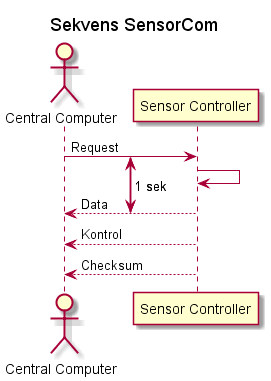 Sekvens SensorCom
Central Computer
Sensor Controller
Request
1 sek
Data
Kontrol
Checksum
Central Computer
Sensor Controller